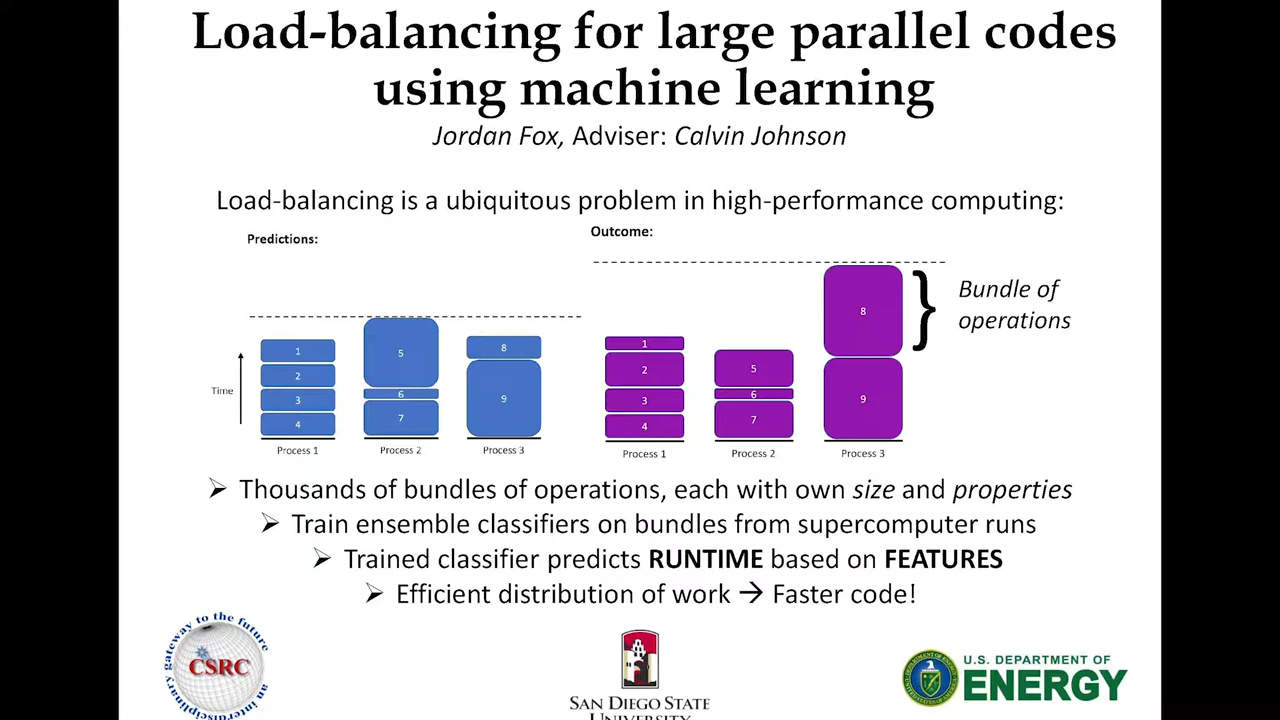 Load-balancing for large parallel codes
using machine learning
Jordan Fox, Adviser: Calvin Johnson
Load-balancing is a ubiquitous problem in high-performance computing:
Predictions:
Time
1
2
3
4
Process 1
5
6
7
Process 2
8
9
Process 3
Outcome:
1
2
3
4
Process 1
5
6
7
Process 2
8
9
Process 3
Bundle of
operations
➢ Thousands of bundles of operations, each with own size and properties
➢ Train ensemble classifiers on bundles from supercomputer runs
➢ Trained classifier predicts RUNTIME based on FEATURES
➢ Efficient distribution of work → Faster code!
gateway to the future
CSRC
an interdisciplinary
SAN DIEGO STATE
UNIVERSITY
U.S. DEPARTMENT OF
ENERGY